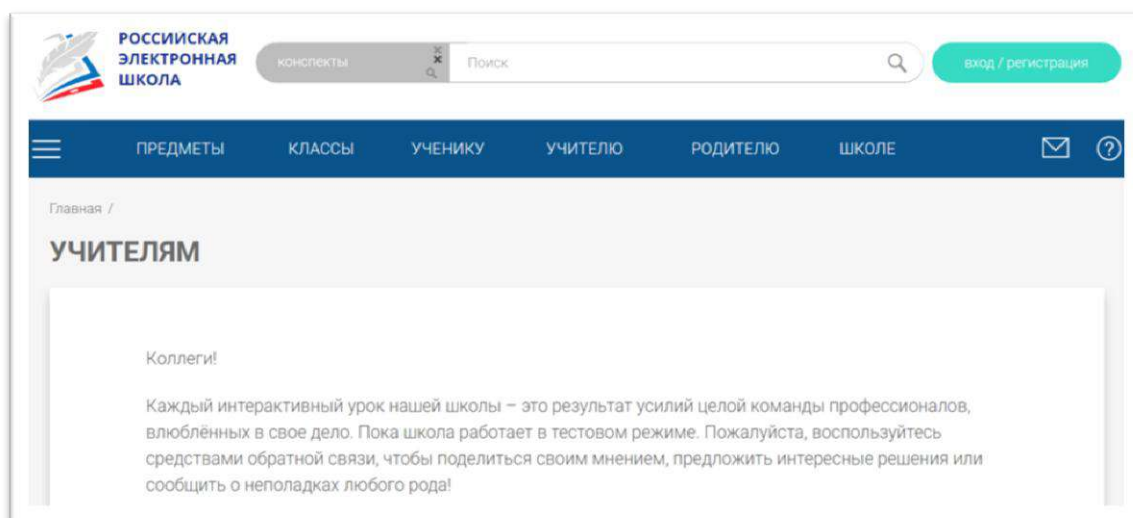 РОССИЙСКАЯ
ЭЛЕКТРОННАЯ
ШКОЛА
конспекты
Поиск
вход / регистрация
ПРЕДМЕТЫ КЛАССЫ УЧЕНИКУ УЧИТЕЛЮ РОДИТЕЛЮ ШКОЛЕ
Главная /
УЧИТЕЛЯМ
Коллеги!
Каждый интерактивный урок нашей школы – это результат усилий целой команды профессионалов,
влюблённых в свое дело. Пока школа работает в тестовом режиме. Пожалуйста, воспользуйтесь
средствами обратной связи, чтобы поделиться своим мнением, предложить интересные решения или
сообщить о неполадках любого рода!